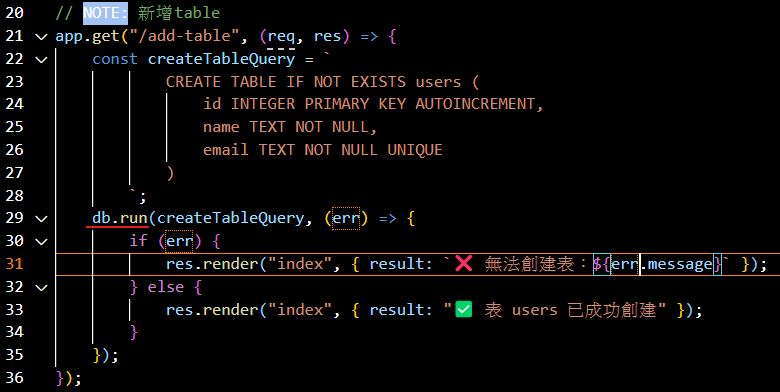 20 // NOTE: 新增table
21 app.get("/add-table", (req, res) => {
22 const createTableQuery = `
23 CREATE TABLE IF NOT EXISTS users (
24 id INTEGER PRIMARY KEY AUTOINCREMENT,
25 name TEXT NOT NULL,
26 email TEXT NOT NULL UNIQUE
27 )
28 `;
29 db.run(createTableQuery, (err) => {
30 if (err) {
31 res.render("index", { result: `❌ 無法創建表：${err.message}` });
32 } else {
33 res.render("index", { result: "✅ 表 users 已成功創建" });
34 }
35 });
36 });